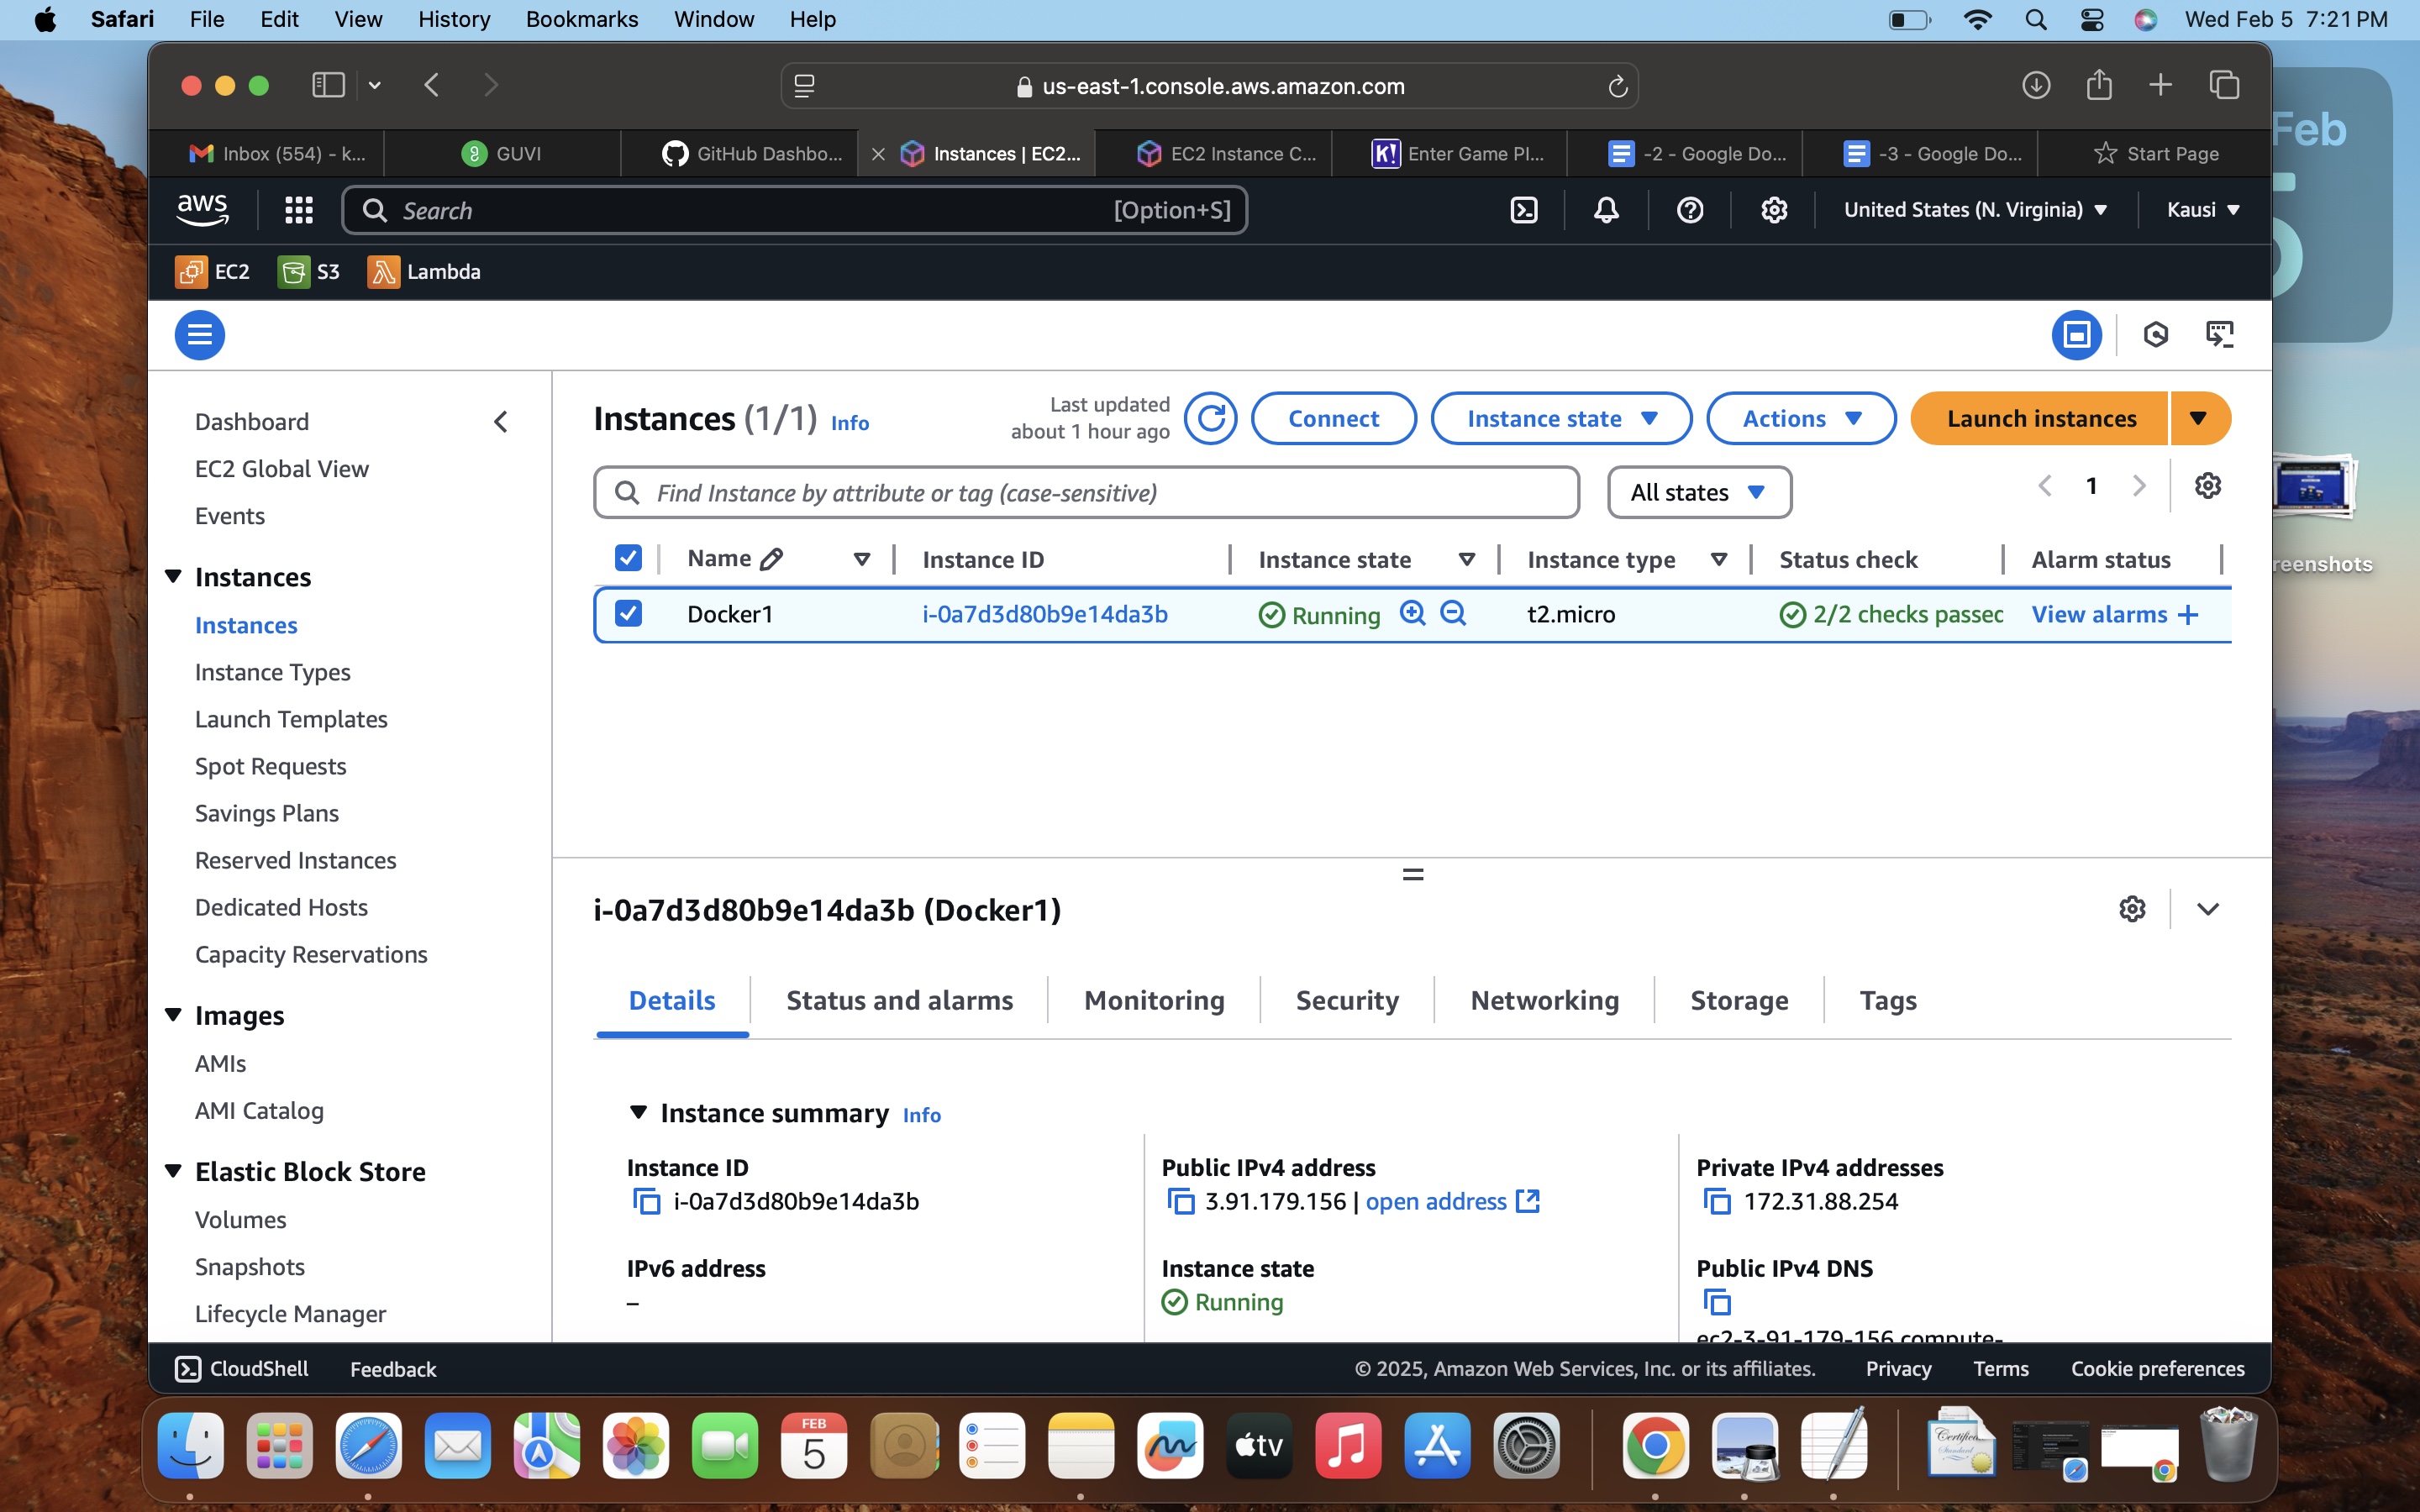 Safari File Edit View History Bookmarks Window Help Wed Feb 5 7:21 PM
us-east-1.console.aws.amazon.com
Inbox (554) - k... GUVI GitHub Dashbo... Instances | EC2... EC2 Instance C... K! Enter Game Pl... -2 - Google Do... -3 - Google Do... Start Page
Feb
aws Search [Option+S] United States (N. Virginia) Kausi
EC2 S3 Lambda
Dashboard
EC2 Global View
Events
Instances
Instances
Instance Types
Launch Templates
Spot Requests
Savings Plans
Reserved Instances
Dedicated Hosts
Capacity Reservations
Images
AMIs
AMI Catalog
Elastic Block Store
Volumes
Snapshots
Lifecycle Manager
Instances (1/1) Info
Last updated
about 1 hour ago
Connect Instance state Actions Launch instances
Find Instance by attribute or tag (case-sensitive) All states 1
Name Instance ID Instance state Instance type Status check Alarm status
Docker1 i-0a7d3d80b9e14da3b Running t2.micro 2/2 checks passec View alarms +
reenshots
i-0a7d3d80b9e14da3b (Docker1)
Details Status and alarms Monitoring Security Networking Storage Tags
Instance summary Info
Instance ID
i-0a7d3d80b9e14da3b
Public IPv4 address
3.91.179.156 | open address
Private IPv4 addresses
172.31.88.254
IPv6 address
–
Instance state
Running
Public IPv4 DNS
ec2-3-91-179-156.compute-
CloudShell Feedback © 2025, Amazon Web Services, Inc. or its affiliates. Privacy Terms Cookie preferences
FEB
5
tv